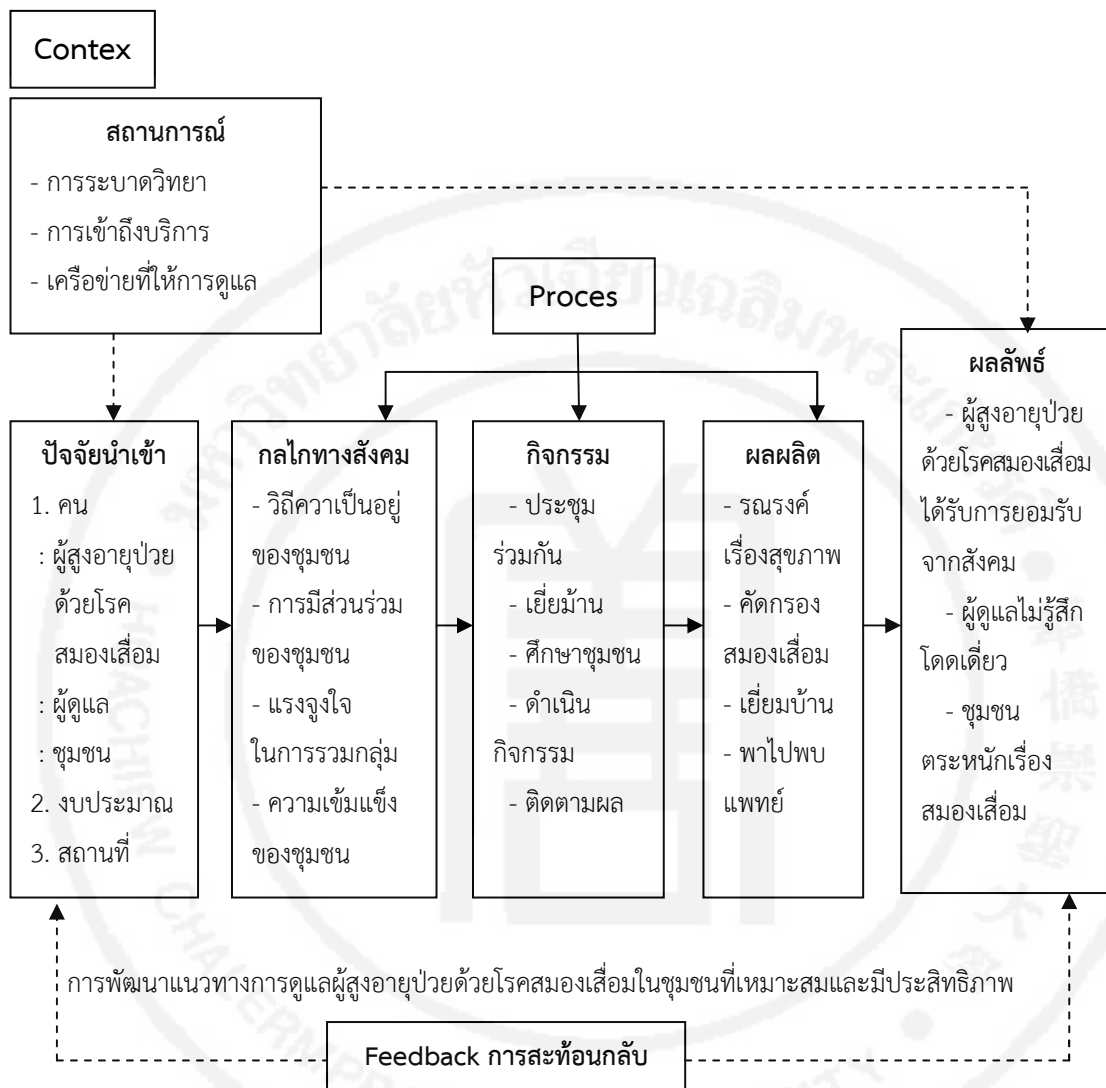 Contex
สถานการณ์
- การระบาดวิทยา
- การเข้าถึงบริการ
- เครือข่ายที่ให้การดูแล
Proces
ปัจจัยนำเข้า
1. คน
: ผู้สูงอายุป่วย
ด้วยโรค
สมองเสื่อม
: ผู้ดูแล
: ชุมชน
2. งบประมาณ
3. สถานที่
กลไกทางสังคม
- วิถีควาเป็นอยู่
ของชุมชน
- การมีส่วนร่วม
ของชุมชน
- แรงจูงใจ
ในการรวมกลุ่ม
- ความเข้มแข็ง
ของชุมชน
กิจกรรม
- ประชุม
ร่วมกัน
- เยี่ยม้าน
- ศึกษาชุมชน
- ดำเนิน
กิจกรรม
- ติดตามผล
ผลผลิต
- รณรงค์
เรื่องสุขภาพ
- คัดกรอง
สมองเสื่อม
- เยี่ยมบ้าน
- พาไปพบ
แพทย์
ผลลัพธ์
- ผู้สูงอายุป่วย
ด้วยโรคสมองเสื่อม
ได้รับการยอมรับ
จากสังคม
- ผู้ดูแลไม่รู้สึก
โดดเดี่ยว
- ชุมชน
ตระหนักเรื่อง
สมองเสื่อม
การพัฒนาแนวทางการดูแลผู้สูงอายุป่วยด้วยโรคสมองเสื่อมในชุมชนที่เหมาะสมและมีประสิทธิภาพ
Feedback การสะท้อนกลับ